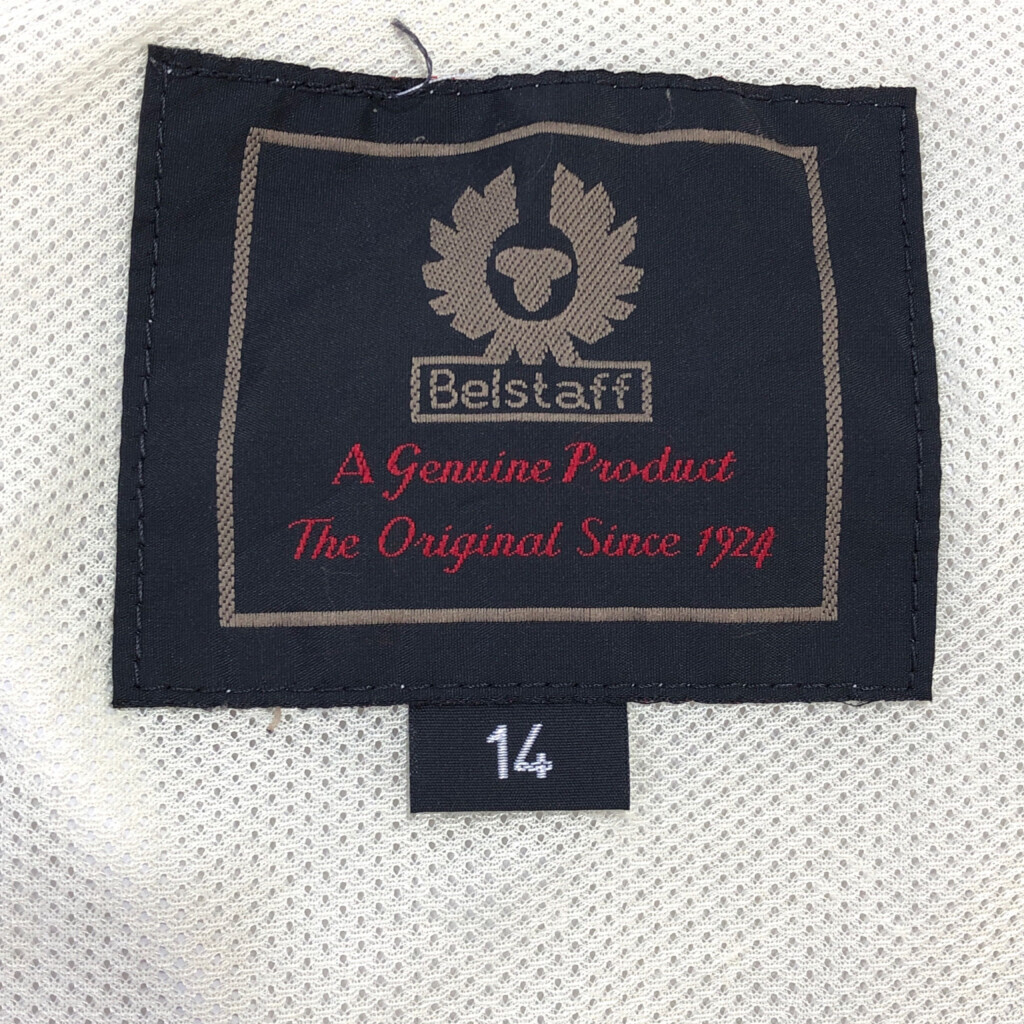 Belstaff
A Genuine Product
The Original Since 1924
14